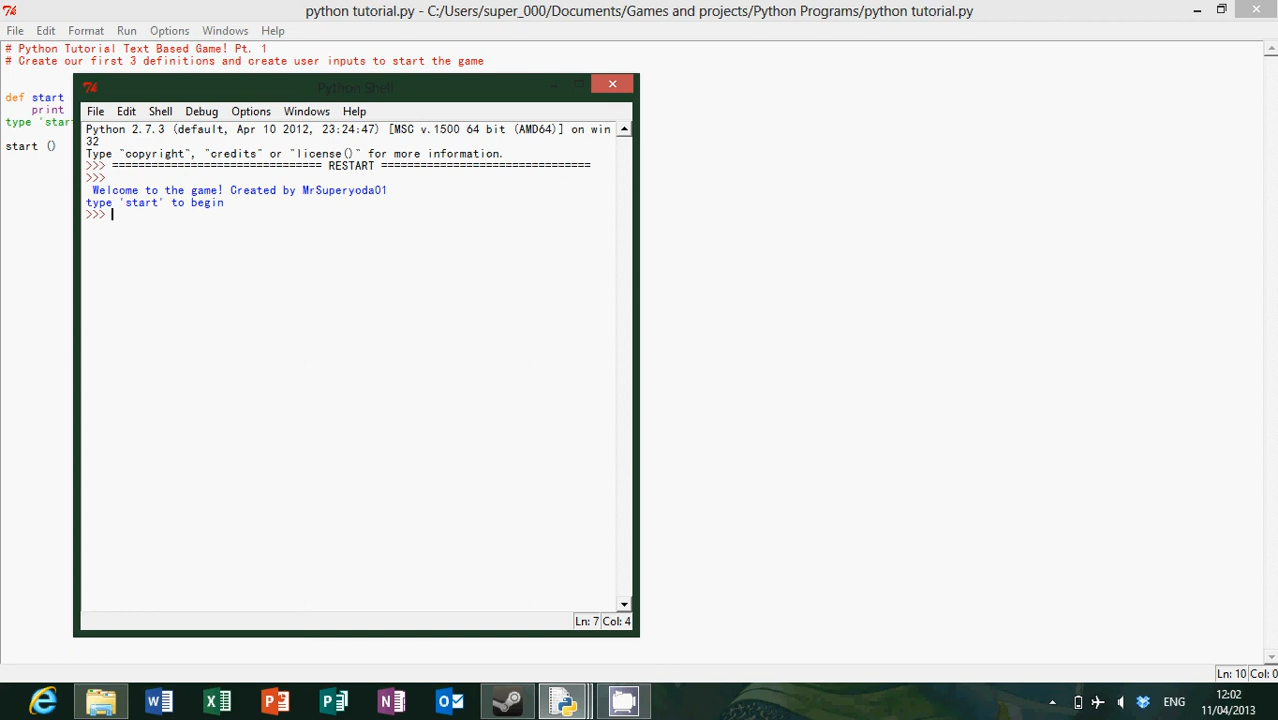 python tutorial.py - C:/Users/super_000/Documents/Games and projects/Python Programs/python tutorial.py
File Edit Format Run Options Windows Help
# Python Tutorial Text Based Game! Pt. 1
# Create our first 3 definitions and create user inputs to start the game
def start
print
type 'star
start ()
Python Shell
File Edit Shell Debug Options Windows Help
Python 2.7.3 (default, Apr 10 2012, 23:24:47) [MSC v.1500 64 bit (AMD64)] on win
32
Type "copyright", "credits" or "license()" for more information.
>>> ================================ RESTART ================================
>>>
Welcome to the game! Created by MrSuperyoda01
type 'start' to begin
>>>
Ln: 7 Col: 4
Ln: 10 Col: 0
ENG
12:02
11/04/2013